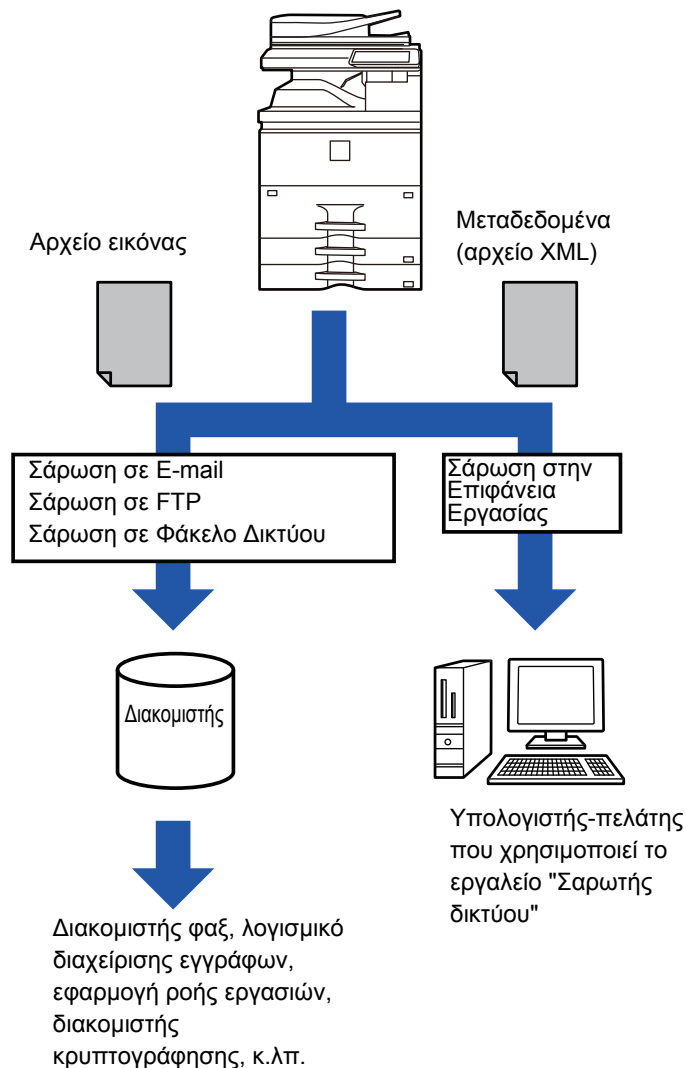 Αρχείο εικόνας
Μεταδεδομένα
(αρχείο XML)
Σάρωση σε E-mail
Σάρωση σε FTP
Σάρωση σε Φάκελο Δικτύου
Σάρωση στην
Επιφάνεια
Εργασίας
Διακομιστής
Υπολογιστής-πελάτης
που χρησιμοποιεί το
εργαλείο "Σαρωτής
δικτύου"
Διακομιστής φαξ, λογισμικό
διαχείρισης εγγράφων,
εφαρμογή ροής εργασιών,
διακομιστής
κρυπτογράφησης, κ.λπ.